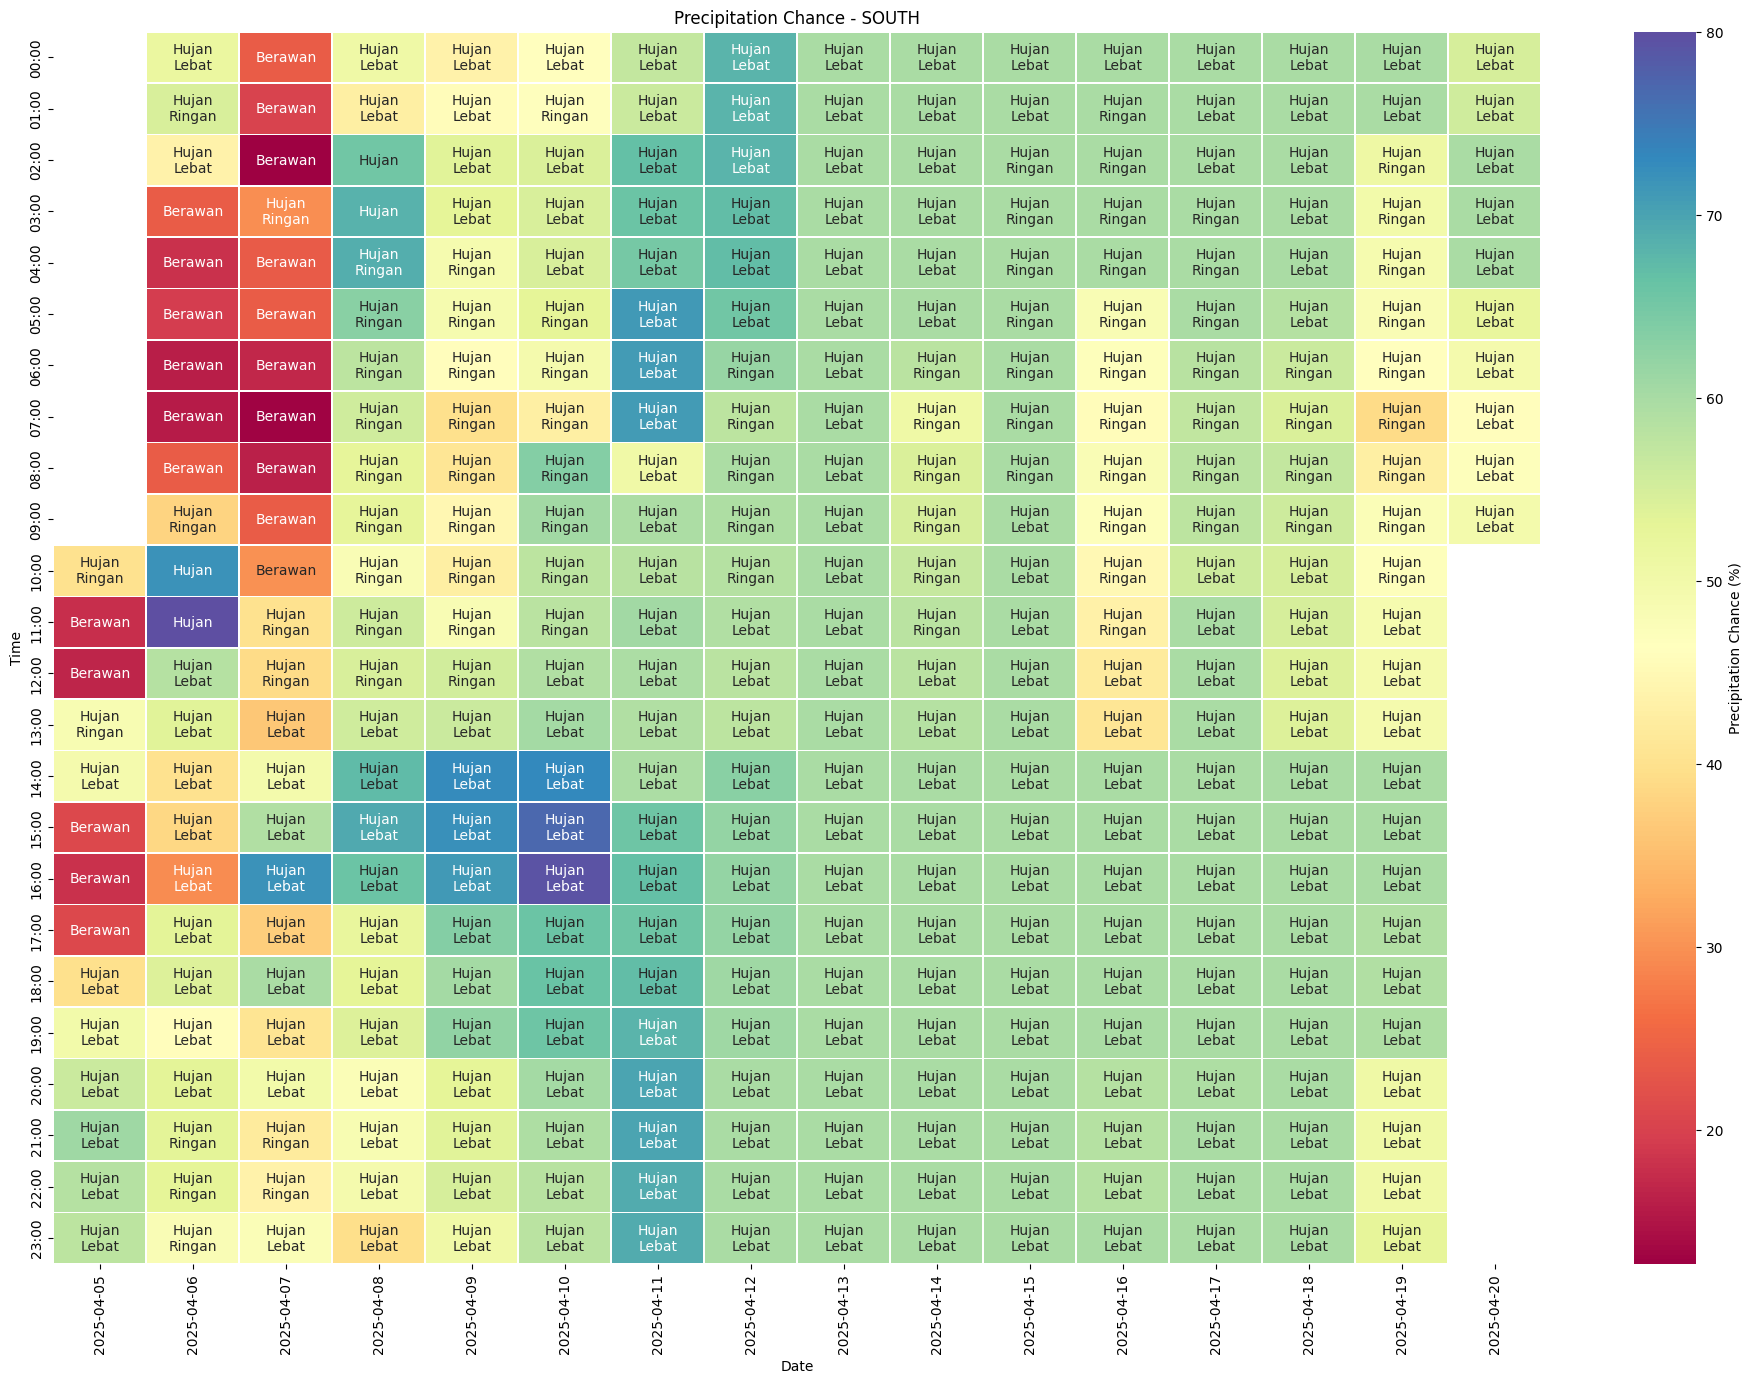 Precipitation Chance - SOUTH
00:00 Hujan Lebat Berawan Hujan Lebat Hujan Lebat Hujan Lebat Hujan Lebat Hujan Lebat Hujan Lebat Hujan Lebat Hujan Lebat Hujan Lebat Hujan Lebat Hujan Lebat Hujan Lebat Hujan Lebat
01:00 Hujan Ringan Berawan Hujan Lebat Hujan Lebat Hujan Ringan Hujan Lebat Hujan Lebat Hujan Lebat Hujan Lebat Hujan Lebat Hujan Ringan Hujan Lebat Hujan Lebat Hujan Lebat Hujan Lebat
02:00 Hujan Lebat Berawan Hujan Hujan Lebat Hujan Lebat Hujan Lebat Hujan Lebat Hujan Lebat Hujan Lebat Hujan Ringan Hujan Ringan Hujan Lebat Hujan Lebat Hujan Ringan Hujan Lebat
03:00 Berawan Hujan Ringan Hujan Hujan Lebat Hujan Lebat Hujan Lebat Hujan Lebat Hujan Lebat Hujan Lebat Hujan Ringan Hujan Ringan Hujan Ringan Hujan Lebat Hujan Ringan Hujan Lebat
04:00 Berawan Berawan Hujan Ringan Hujan Ringan Hujan Lebat Hujan Lebat Hujan Lebat Hujan Lebat Hujan Lebat Hujan Ringan Hujan Ringan Hujan Ringan Hujan Lebat Hujan Ringan Hujan Lebat
05:00 Berawan Berawan Hujan Ringan Hujan Ringan Hujan Ringan Hujan Lebat Hujan Lebat Hujan Lebat Hujan Lebat Hujan Ringan Hujan Ringan Hujan Ringan Hujan Lebat Hujan Ringan Hujan Lebat
06:00 Berawan Berawan Hujan Ringan Hujan Ringan Hujan Ringan Hujan Lebat Hujan Ringan Hujan Lebat Hujan Ringan Hujan Ringan Hujan Ringan Hujan Ringan Hujan Ringan Hujan Ringan Hujan Lebat
07:00 Berawan Berawan Hujan Ringan Hujan Ringan Hujan Ringan Hujan Lebat Hujan Ringan Hujan Lebat Hujan Ringan Hujan Ringan Hujan Ringan Hujan Ringan Hujan Ringan Hujan Ringan Hujan Lebat
08:00 Berawan Berawan Hujan Ringan Hujan Ringan Hujan Ringan Hujan Lebat Hujan Ringan Hujan Lebat Hujan Ringan Hujan Ringan Hujan Ringan Hujan Ringan Hujan Ringan Hujan Ringan Hujan Lebat
09:00 Hujan Ringan Berawan Hujan Ringan Hujan Ringan Hujan Ringan Hujan Lebat Hujan Ringan Hujan Lebat Hujan Ringan Hujan Lebat Hujan Ringan Hujan Ringan Hujan Ringan Hujan Ringan Hujan Lebat
10:00 Hujan Ringan Hujan Berawan Hujan Ringan Hujan Ringan Hujan Ringan Hujan Lebat Hujan Ringan Hujan Lebat Hujan Ringan Hujan Lebat Hujan Ringan Hujan Lebat Hujan Lebat Hujan Ringan
11:00 Berawan Hujan Hujan Ringan Hujan Ringan Hujan Ringan Hujan Ringan Hujan Lebat Hujan Lebat Hujan Lebat Hujan Ringan Hujan Lebat Hujan Ringan Hujan Lebat Hujan Lebat Hujan Lebat
12:00 Berawan Hujan Lebat Hujan Ringan Hujan Ringan Hujan Ringan Hujan Lebat Hujan Lebat Hujan Lebat Hujan Lebat Hujan Lebat Hujan Lebat Hujan Lebat Hujan Lebat Hujan Lebat Hujan Lebat
13:00 Hujan Ringan Hujan Lebat Hujan Lebat Hujan Lebat Hujan Lebat Hujan Lebat Hujan Lebat Hujan Lebat Hujan Lebat Hujan Lebat Hujan Lebat Hujan Lebat Hujan Lebat Hujan Lebat Hujan Lebat
14:00 Hujan Lebat Hujan Lebat Hujan Lebat Hujan Lebat Hujan Lebat Hujan Lebat Hujan Lebat Hujan Lebat Hujan Lebat Hujan Lebat Hujan Lebat Hujan Lebat Hujan Lebat Hujan Lebat Hujan Lebat
15:00 Berawan Hujan Lebat Hujan Lebat Hujan Lebat Hujan Lebat Hujan Lebat Hujan Lebat Hujan Lebat Hujan Lebat Hujan Lebat Hujan Lebat Hujan Lebat Hujan Lebat Hujan Lebat Hujan Lebat
16:00 Berawan Hujan Lebat Hujan Lebat Hujan Lebat Hujan Lebat Hujan Lebat Hujan Lebat Hujan Lebat Hujan Lebat Hujan Lebat Hujan Lebat Hujan Lebat Hujan Lebat Hujan Lebat Hujan Lebat
17:00 Berawan Hujan Lebat Hujan Lebat Hujan Lebat Hujan Lebat Hujan Lebat Hujan Lebat Hujan Lebat Hujan Lebat Hujan Lebat Hujan Lebat Hujan Lebat Hujan Lebat Hujan Lebat Hujan Lebat
18:00 Hujan Lebat Hujan Lebat Hujan Lebat Hujan Lebat Hujan Lebat Hujan Lebat Hujan Lebat Hujan Lebat Hujan Lebat Hujan Lebat Hujan Lebat Hujan Lebat Hujan Lebat Hujan Lebat Hujan Lebat
19:00 Hujan Lebat Hujan Lebat Hujan Lebat Hujan Lebat Hujan Lebat Hujan Lebat Hujan Lebat Hujan Lebat Hujan Lebat Hujan Lebat Hujan Lebat Hujan Lebat Hujan Lebat Hujan Lebat Hujan Lebat
20:00 Hujan Lebat Hujan Lebat Hujan Lebat Hujan Lebat Hujan Lebat Hujan Lebat Hujan Lebat Hujan Lebat Hujan Lebat Hujan Lebat Hujan Lebat Hujan Lebat Hujan Lebat Hujan Lebat Hujan Lebat
21:00 Hujan Lebat Hujan Ringan Hujan Ringan Hujan Lebat Hujan Lebat Hujan Lebat Hujan Lebat Hujan Lebat Hujan Lebat Hujan Lebat Hujan Lebat Hujan Lebat Hujan Lebat Hujan Lebat Hujan Lebat
22:00 Hujan Lebat Hujan Ringan Hujan Ringan Hujan Lebat Hujan Lebat Hujan Lebat Hujan Lebat Hujan Lebat Hujan Lebat Hujan Lebat Hujan Lebat Hujan Lebat Hujan Lebat Hujan Lebat Hujan Lebat
23:00 Hujan Lebat Hujan Ringan Hujan Lebat Hujan Lebat Hujan Lebat Hujan Lebat Hujan Lebat Hujan Lebat Hujan Lebat Hujan Lebat Hujan Lebat Hujan Lebat Hujan Lebat Hujan Lebat Hujan Lebat
Time
2025-04-05 2025-04-06 2025-04-07 2025-04-08 2025-04-09 2025-04-10 2025-04-11 2025-04-12 2025-04-13 2025-04-14 2025-04-15 2025-04-16 2025-04-17 2025-04-18 2025-04-19 2025-04-20
Date
80
70
60
50
40
30
20
Precipitation Chance (%)